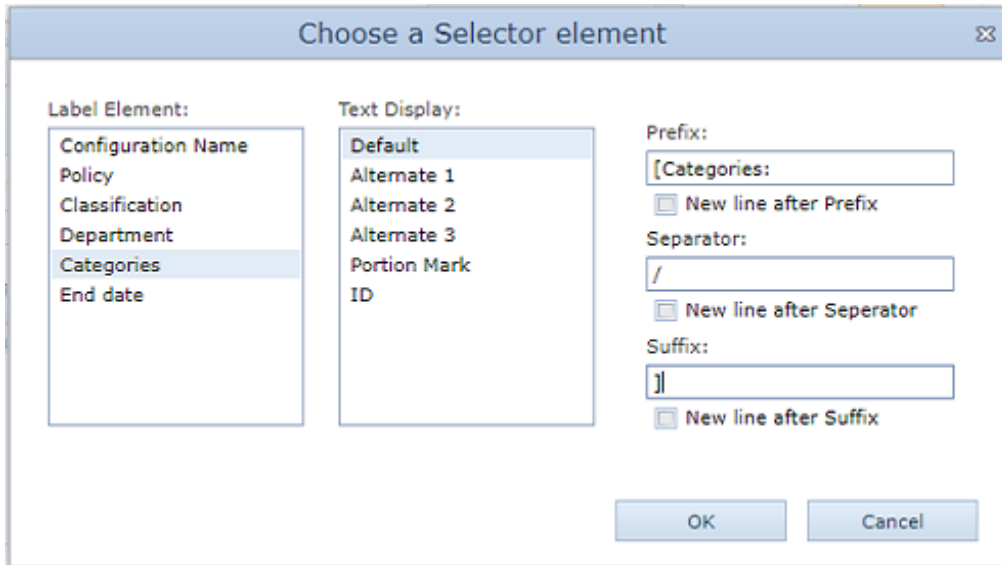 Choose a Selector element
Label Element:
Configuration Name
Policy
Classification
Department
Categories
End date
Text Display:
Default
Alternate 1
Alternate 2
Alternate 3
Portion Mark
ID
Prefix:
[Categories:
New line after Prefix
Separator:
/
New line after Seperator
Suffix:
]
New line after Suffix
OK
Cancel